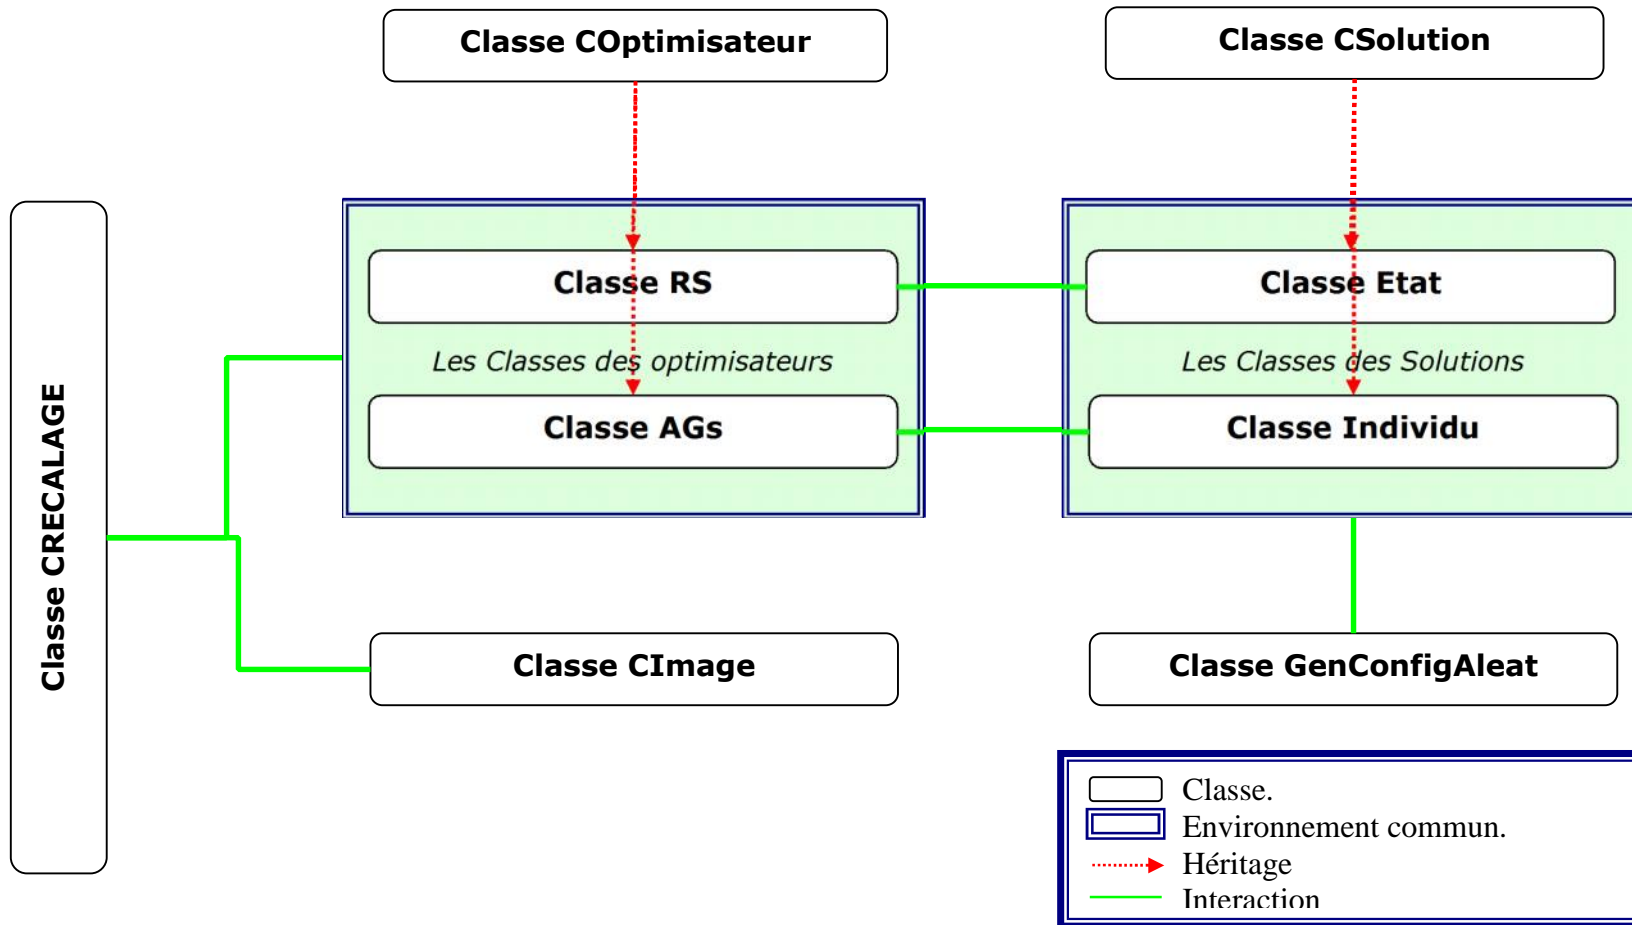 Classe COptimisateur
Classe CSolution
Classe CRECALAGE
Classe RS
Classe Etat
Les Classes des optimisateurs
Les Classes des Solutions
Classe AGs
Classe Individu
Classe CImage
Classe GenConfigAleat
Classe.
Environnement commun.
Héritage
Interaction